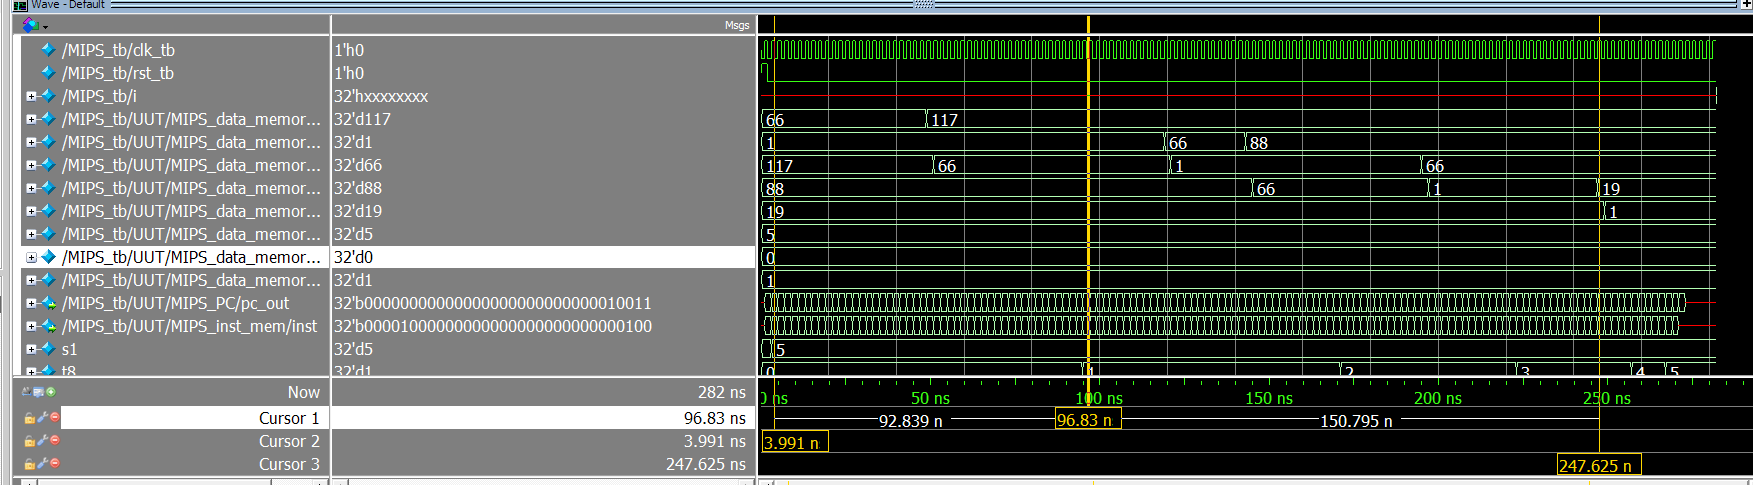 Wave - Default
Msgs
/MIPS_tb/clk_tb 1'h0
/MIPS_tb/rst_tb 1'h0
/MIPS_tb/i 32'hxxxxxxxx
/MIPS_tb/UUT/MIPS_data_memor... 32'd117 66 117
/MIPS_tb/UUT/MIPS_data_memor... 32'd1 1 66 88
/MIPS_tb/UUT/MIPS_data_memor... 32'd66 117 66 1 66
/MIPS_tb/UUT/MIPS_data_memor... 32'd88 88 66 1 19
/MIPS_tb/UUT/MIPS_data_memor... 32'd19 19 1
/MIPS_tb/UUT/MIPS_data_memor... 32'd5 5
/MIPS_tb/UUT/MIPS_data_memor... 32'd0 0
/MIPS_tb/UUT/MIPS_data_memor... 32'd1 1
/MIPS_tb/UUT/MIPS_PC/pc_out 32'b00000000000000000000000000010011
/MIPS_tb/UUT/MIPS_inst_mem/inst 32'b00001000000000000000000000000100
s1 32'd5 5
t8 32'd1 0 1 2 3 4 5
Now 282 ns 0 ns 50 ns 100 ns 150 ns 200 ns 250 ns
Cursor 1 96.83 ns 92.839 n 96.83 n 150.795 n
Cursor 2 3.991 ns 3.991 n
Cursor 3 247.625 ns 247.625 n